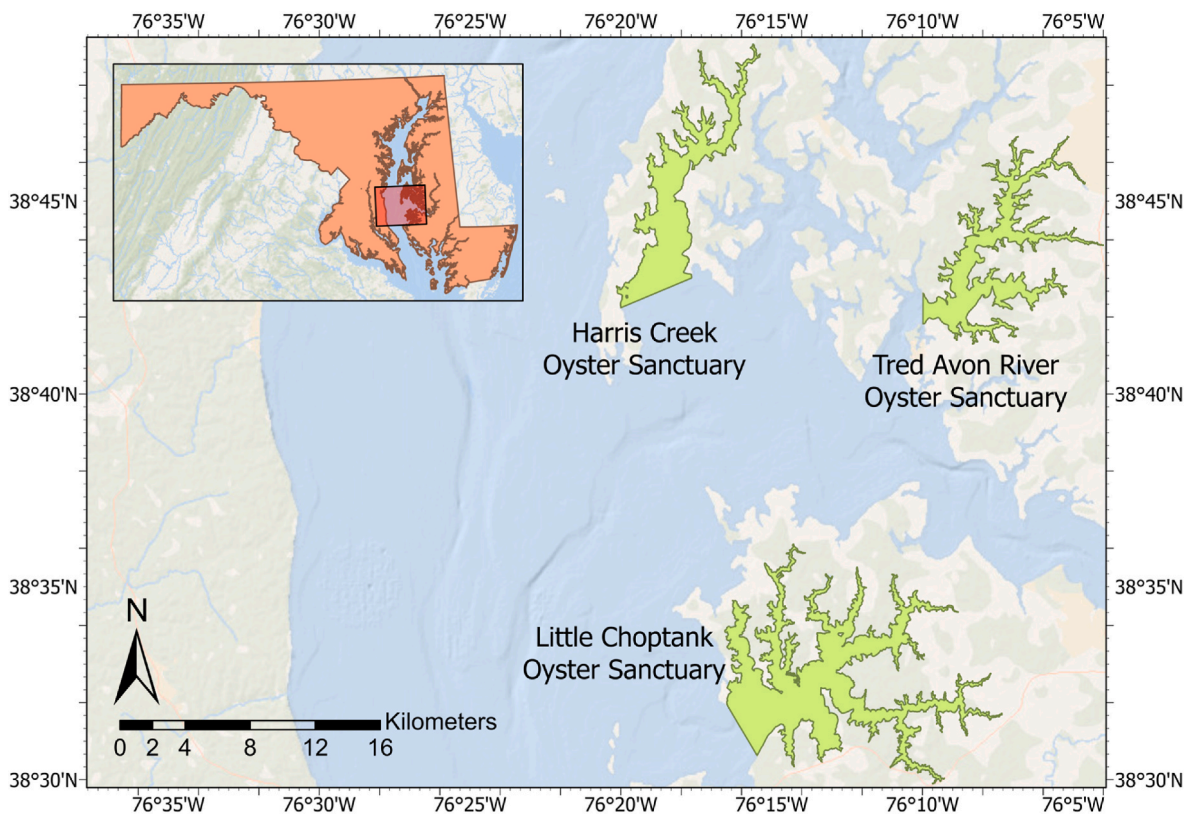 76°35'W 76°30'W 76°25'W 76°20'W 76°15'W 76°10'W 76°5'W
38°45'N 38°45'N
Harris Creek
Oyster Sanctuary
Tred Avon River
Oyster Sanctuary
38°40'N 38°40'N
38°35'N 38°35'N
N
Little Choptank
Oyster Sanctuary
Kilometers
0 2 4 8 12 16
38°30'N 38°30'N
76°35'W 76°30'W 76°25'W 76°20'W 76°15'W 76°10'W 76°5'W